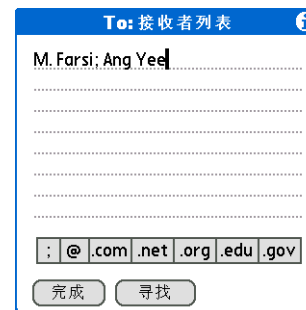 To: 接收者列表
M. Farsi; Ang Yee
; @ .com .net .org .edu .gov
完成 寻找